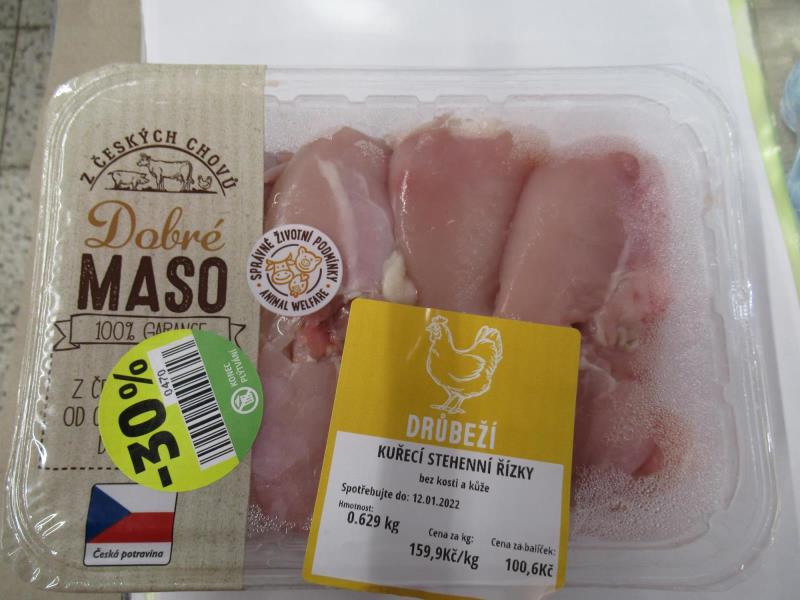 Z ČESKÝCH CHOVŮ
Dobré
MASO
100% GARANCE
Z
OD
-30%
0470
KONEC
PLÝTVÁNÍ
Česká potravina
SPRÁVNÉ ŽIVOTNÍ PODMÍNKY
ANIMAL WELFARE
DRŮBEŽÍ
KUŘECÍ STEHENNÍ ŘÍZKY
bez kosti a kůže
Spotřebujte do: 12.01.2022
Hmotnost:
0.629 kg
Cena za kg:
159,9Kč/kg
Cena za balíček:
100,6Kč